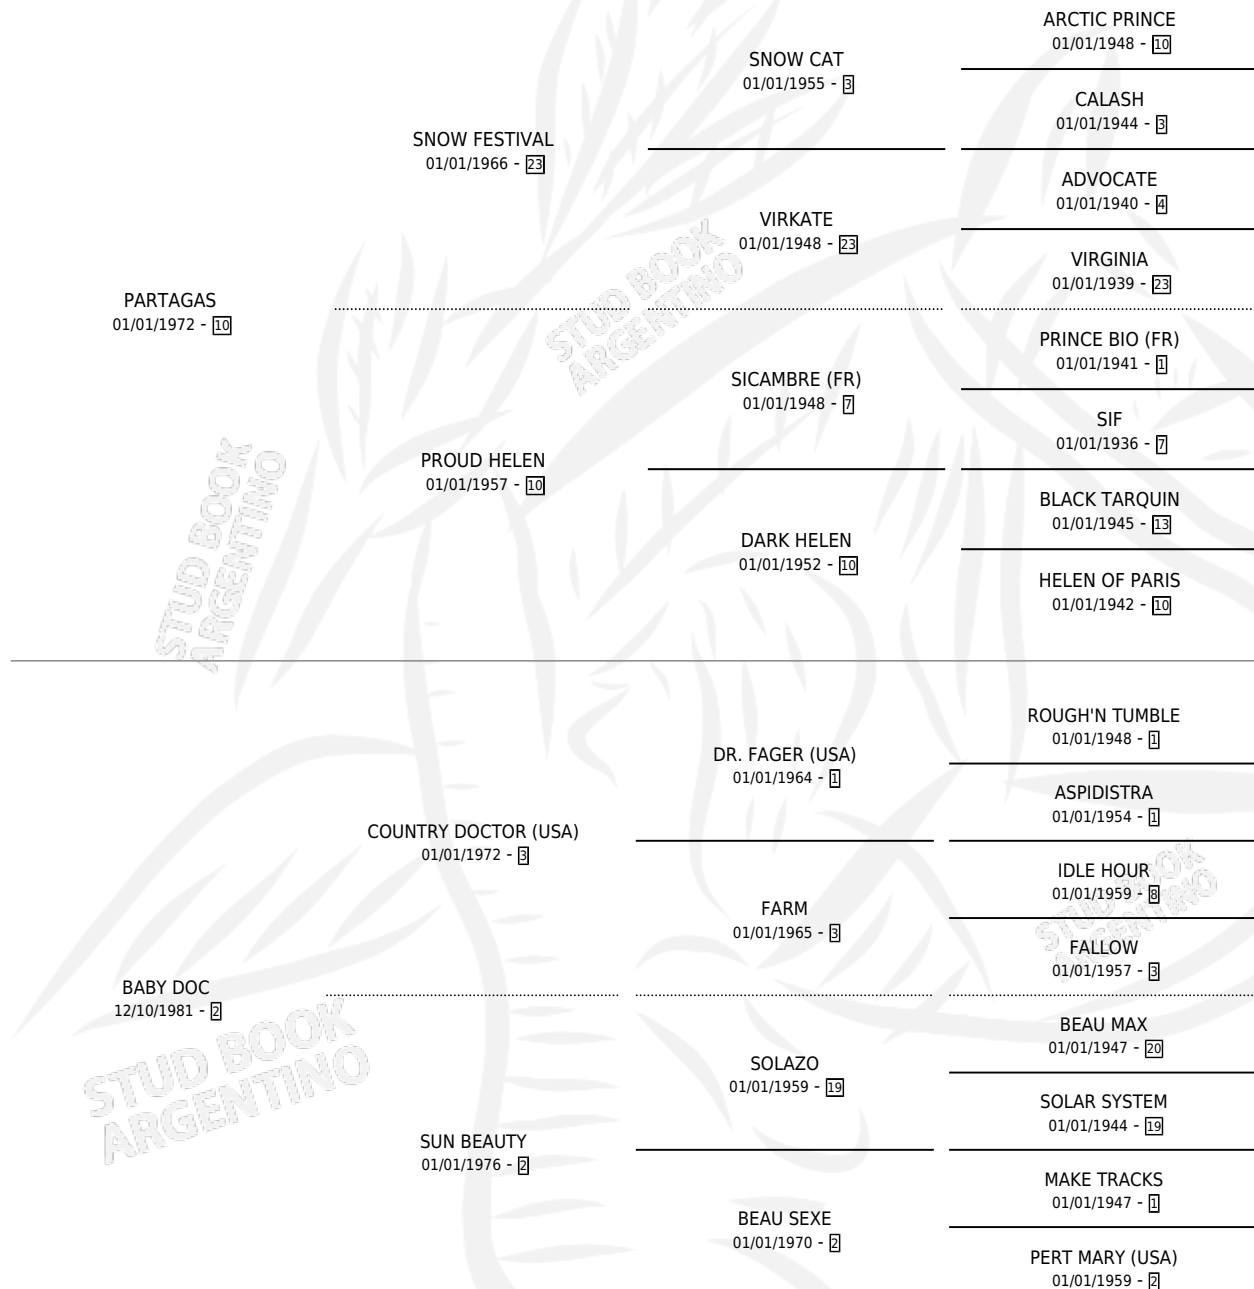 PARTAGAS
01/01/1972 - 10
SNOW FESTIVAL
01/01/1966 - 23
SNOW CAT
01/01/1955 - 3
ARCTIC PRINCE
01/01/1948 - 10
CALASH
01/01/1944 - 3
VIRKATE
01/01/1948 - 23
ADVOCATE
01/01/1940 - 4
VIRGINIA
01/01/1939 - 23
PROUD HELEN
01/01/1957 - 10
SICAMBRE (FR)
01/01/1948 - 7
PRINCE BIO (FR)
01/01/1941 - 1
SIF
01/01/1936 - 7
DARK HELEN
01/01/1952 - 10
BLACK TARQUIN
01/01/1945 - 13
HELEN OF PARIS
01/01/1942 - 10
BABY DOC
12/10/1981 - 2
COUNTRY DOCTOR (USA)
01/01/1972 - 3
DR. FAGER (USA)
01/01/1964 - 1
ROUGH'N TUMBLE
01/01/1948 - 1
ASPIDISTRA
01/01/1954 - 1
FARM
01/01/1965 - 3
IDLE HOUR
01/01/1959 - 8
FALLOW
01/01/1957 - 3
SUN BEAUTY
01/01/1976 - 2
SOLAZO
01/01/1959 - 19
BEAU MAX
01/01/1947 - 20
SOLAR SYSTEM
01/01/1944 - 19
BEAU SEXE
01/01/1970 - 2
MAKE TRACKS
01/01/1947 - 1
PERT MARY (USA)
01/01/1959 - 2
STUD BOOK
ARGENTINO
STUD BOOK
ARGENTINO
STUD BOOK
ARGENTINO
STUD BOOK
ARGENTINO